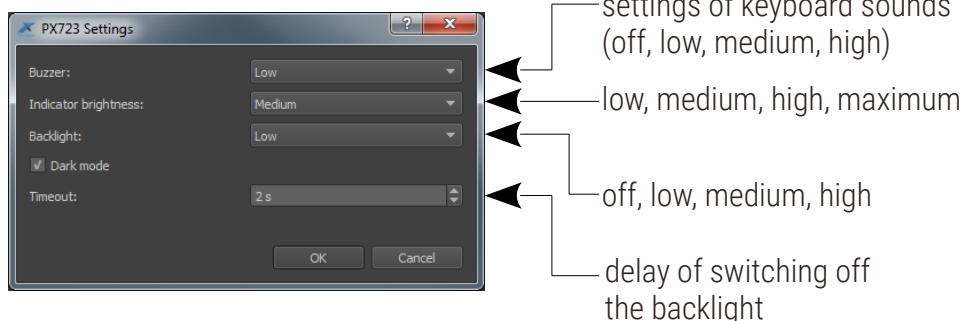 PX723 Settings
?
X
Buzzer:
Low
Indicator brightness:
Medium
Backlight:
Low
Dark mode
Timeout:
2 s
OK
Cancel
settings of keyboard sounds
(off, low, medium, high)
low, medium, high, maximum
off, low, medium, high
delay of switching off
the backlight